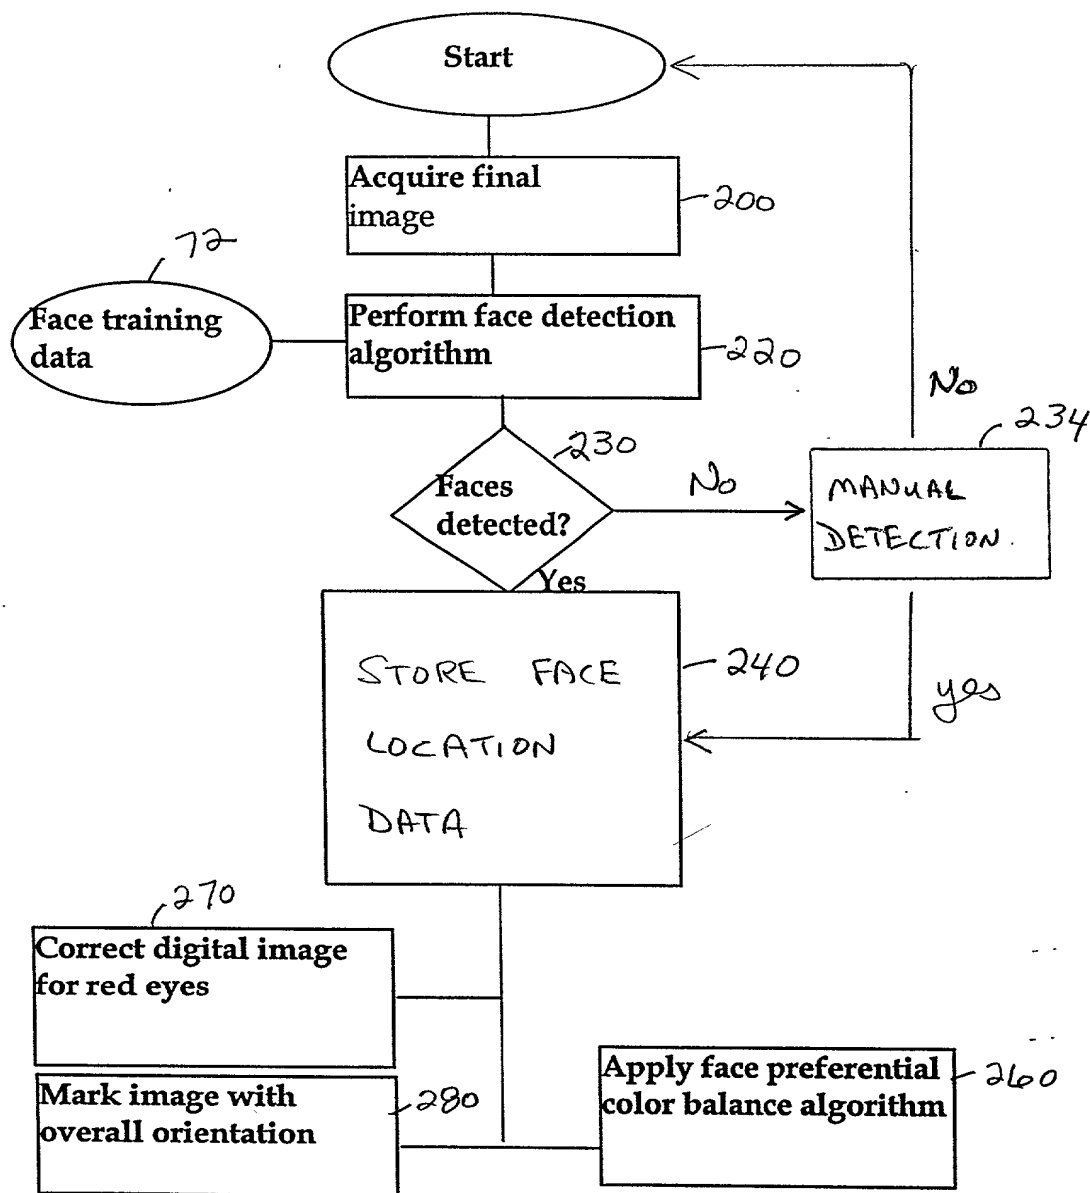 Start
Acquire final
image
200
72
Face training
data
Perform face detection
algorithm
220
No
234
230
Faces
detected?
No
MANUAL
DETECTION.
Yes
STORE FACE
240
yes
LOCATION
DATA
270
Correct digital image
for red eyes
Mark image with
overall orientation
280
Apply face preferential
color balance algorithm
260